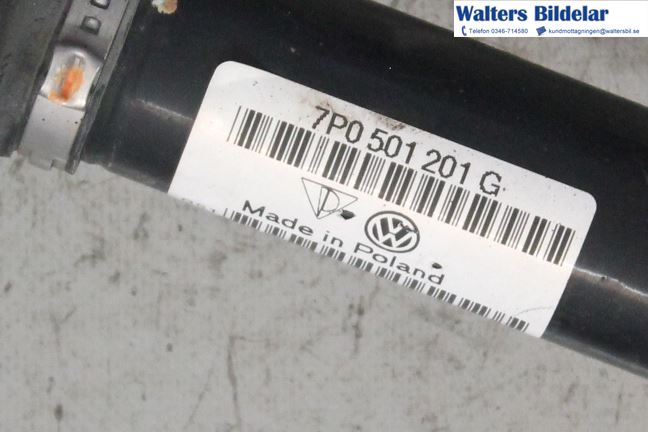 Walters Bildelar
Telefon 0346-714580 kundmottagningen@waltersbil.se
7P0 501 201 G
Made in Poland